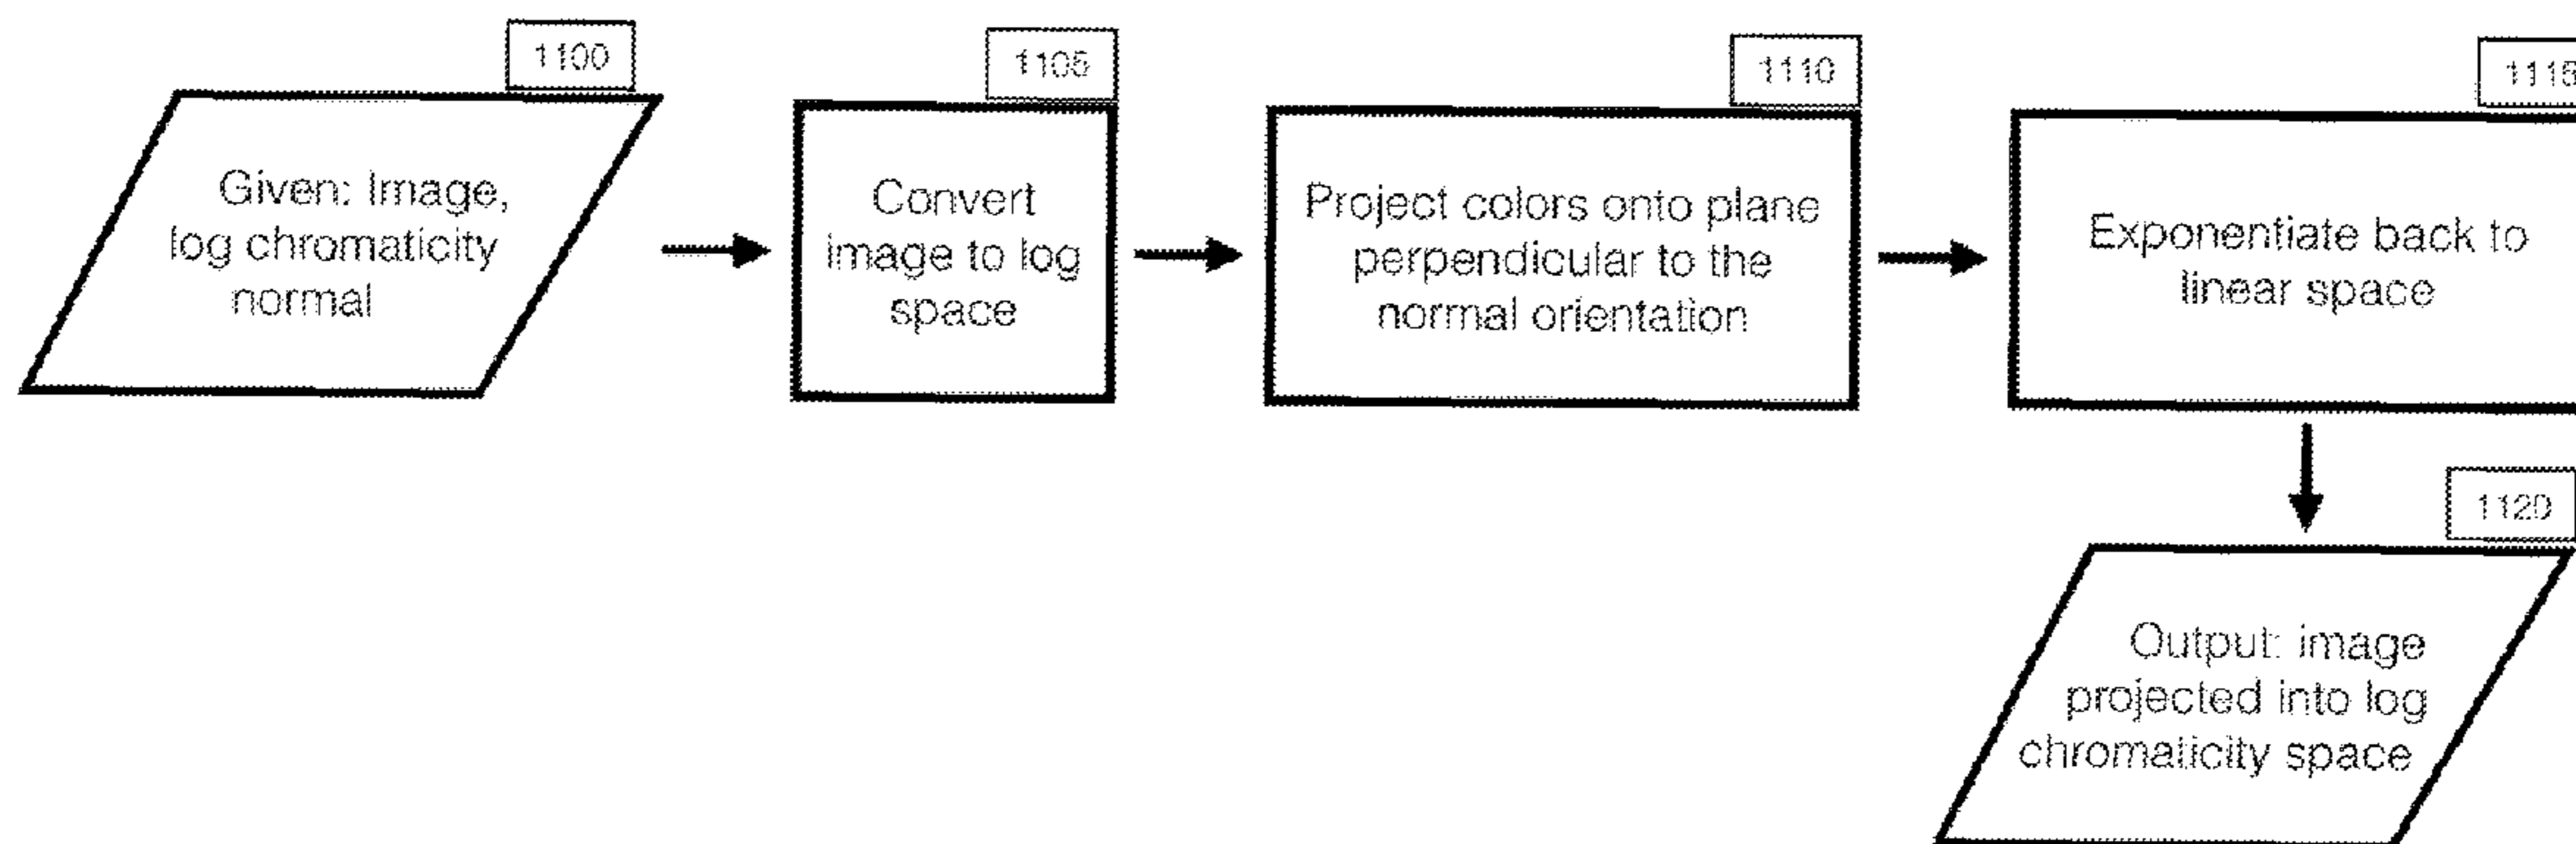 1100
Given: Image,
log chromaticity
normal
1105
Convert
image to log
space
1110
Project colors onto plane
perpendicular to the
normal orientation
1115
Exponentiate back to
linear space
1120
Output: image
projected into log
chromaticity space